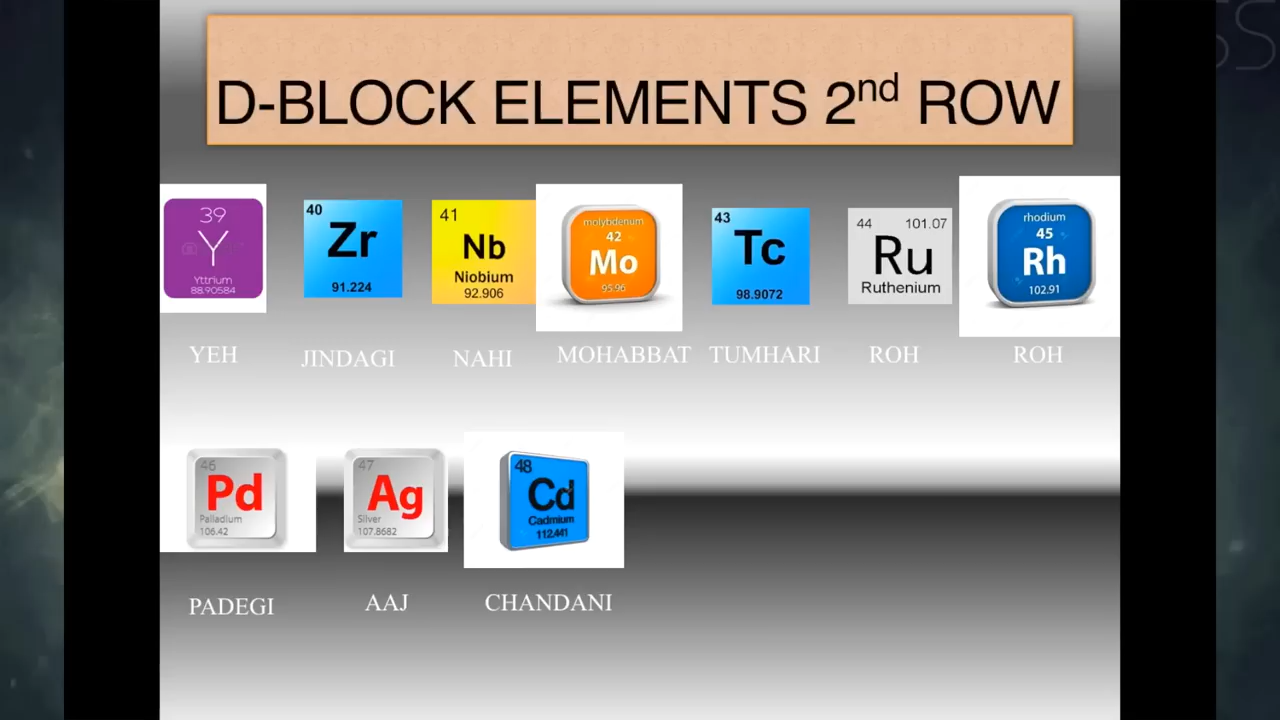 D-BLOCK ELEMENTS 2nd ROW
39
Y
Yttrium
88.90584
40
Zr
91.224
41
Nb
Niobium
92.906
molybdenum
42
Mo
95.96
43
Tc
98.9072
44 101.07
Ru
Ruthenium
rhodium
45
Rh
102.91
YEH JINDAGI NAHI MOHABBAT TUMHARI ROH ROH
46
Pd
Palladium
106.42
47
Ag
Silver
107.8682
48
Cd
Cadmium
112.441
PADEGI AAJ CHANDANI